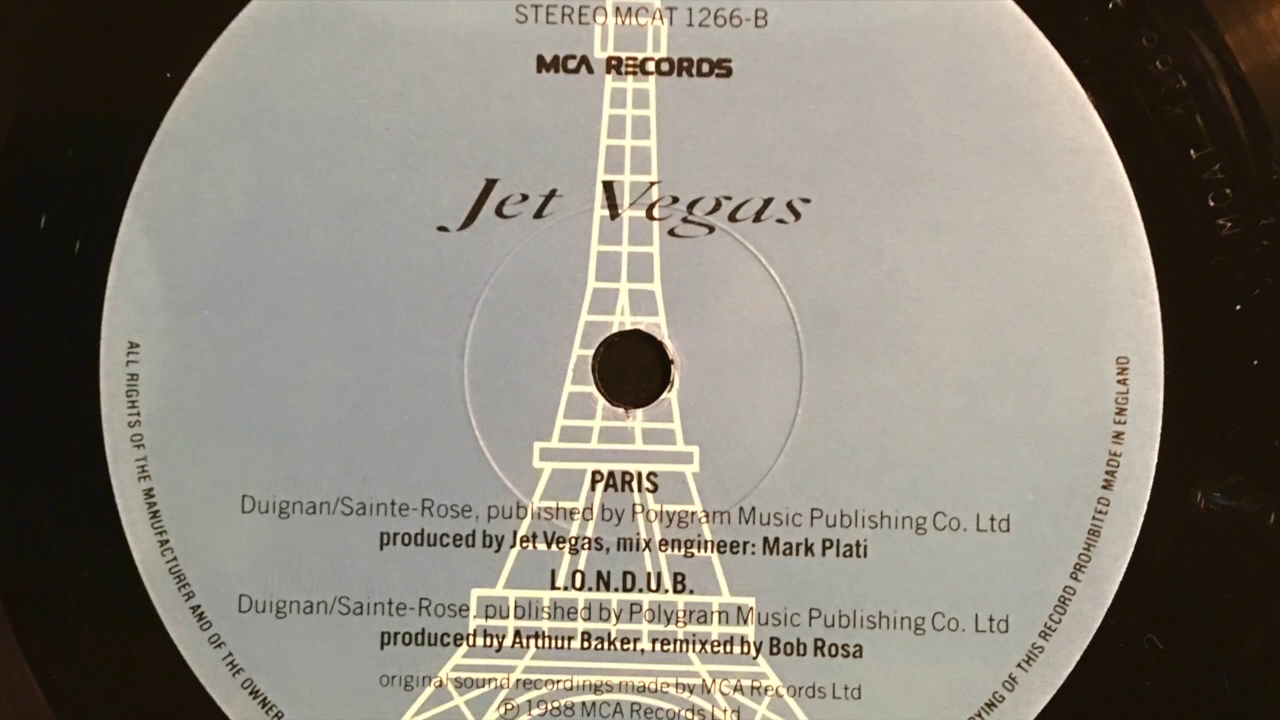 STEREO MCAT 1266-B
MCA RECORDS
Jet Vegas
PARIS
Duignan/Sainte-Rose, published by Polygram Music Publishing Co. Ltd
produced by Jet Vegas, mix engineer: Mark Plati
L.O.N.D.U.B.
Duignan/Sainte-Rose, published by Polygram Music Publishing Co. Ltd
produced by Arthur Baker, remixed by Bob Rosa
original sound recordings made by MCA Records Ltd
Ⓟ 1988 MCA Records Ltd
ALL RIGHTS OF THE MANUFACTURER AND OF THE OWNER
OF THIS RECORD PROHIBITED MADE IN ENGLAND
MCAT